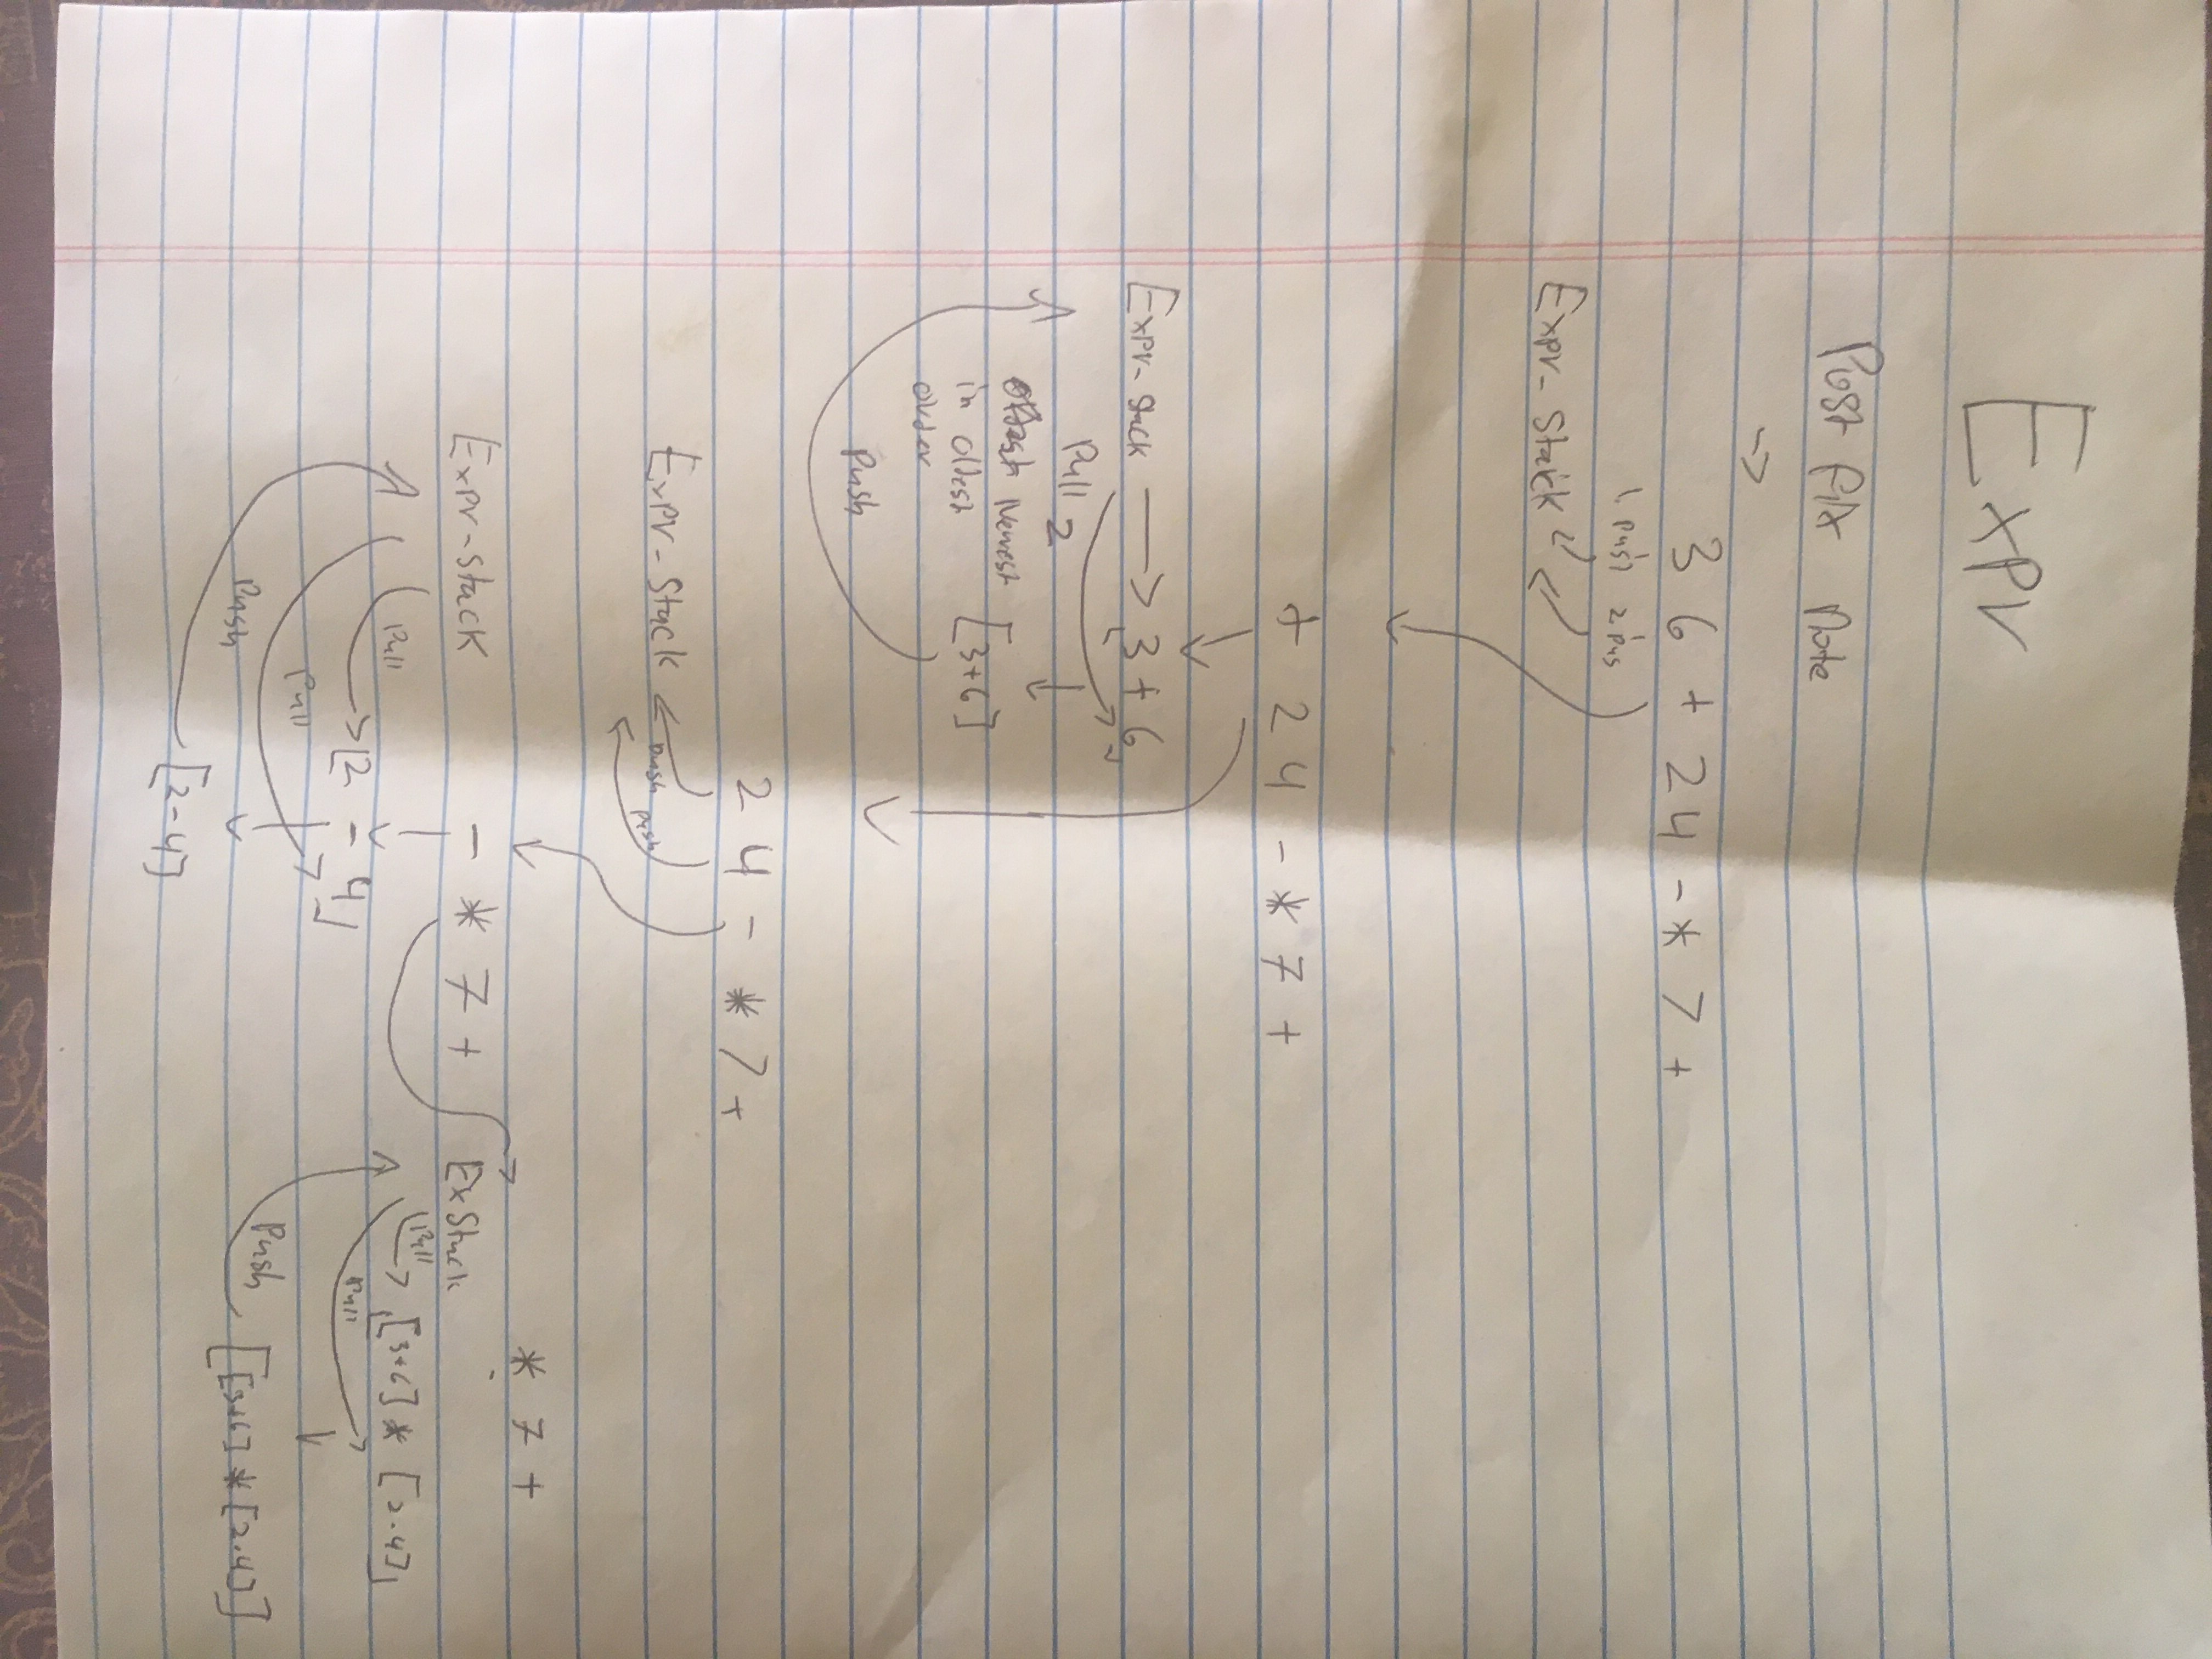 Expr
Post fix Note
→ 3 6 + 2 4 - * 7 +
1. push 2. pus
Expr-Stack
+ 2 4 - * 7 +
Expr-Stack → 3 + 6
Pull 2
Newest
in oldest [3+6]
order
Push
2 4 - * 7 +
push push
Expr-Stack
* 7 +
Expr-Stack - * 7 + Ex Stack
Pull [2 - 4] Pull [[3+6] * [2-4]]
Pull Pull
Push Push [[3+6] * [2-4]]
[2-4]